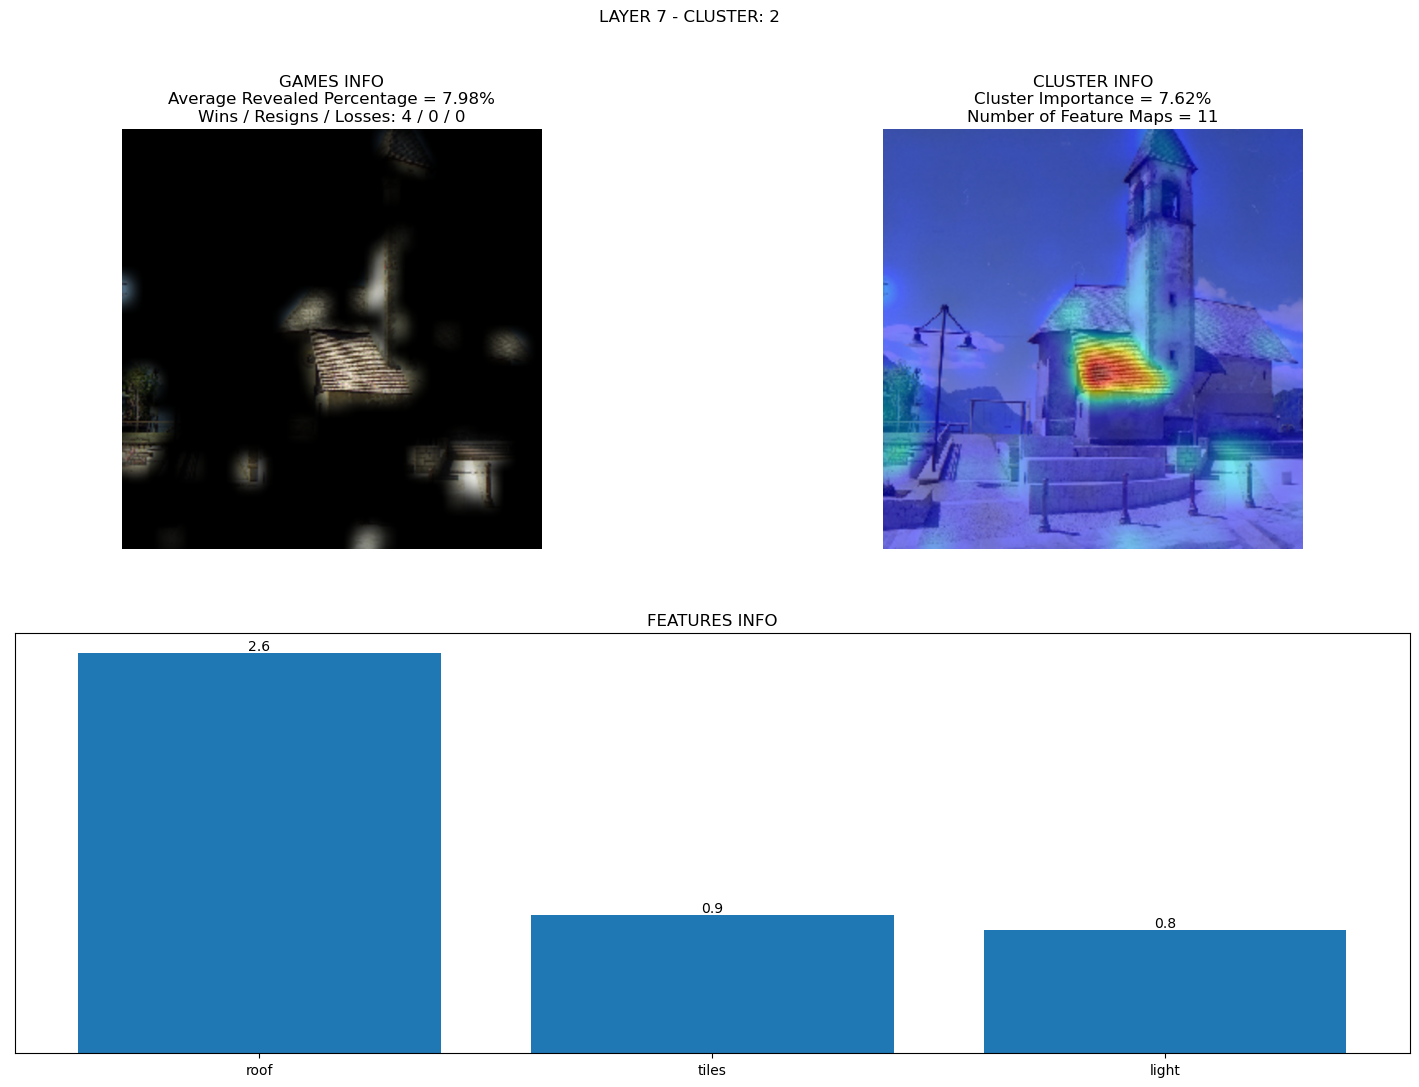 LAYER 7 - CLUSTER: 2
GAMES INFO
Average Revealed Percentage = 7.98%
Wins / Resigns / Losses: 4 / 0 / 0
CLUSTER INFO
Cluster Importance = 7.62%
Number of Feature Maps = 11
FEATURES INFO
2.6
0.9
0.8
roof
tiles
light